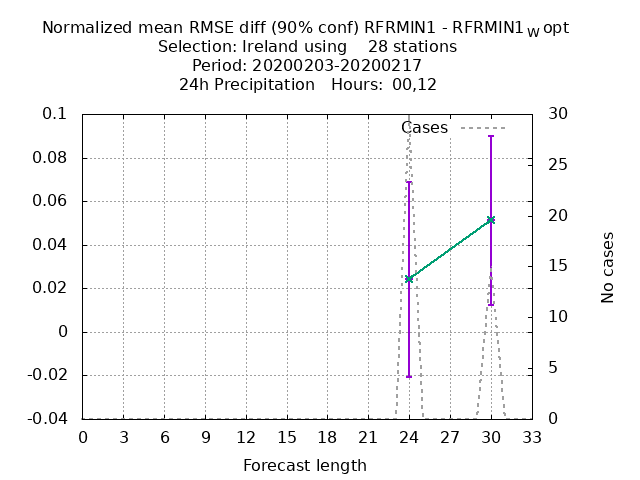 Normalized mean RMSE diff (90% conf) RFRMIN1 - RFRMIN1W opt
Selection: Ireland using 28 stations
Period: 20200203-20200217
24h Precipitation Hours: 00,12
Cases
0.1
0.08
0.06
0.04
0.02
0
-0.02
-0.04
30
25
20
15
10
5
0
No cases
0 3 6 9 12 15 18 21 24 27 30 33
Forecast length